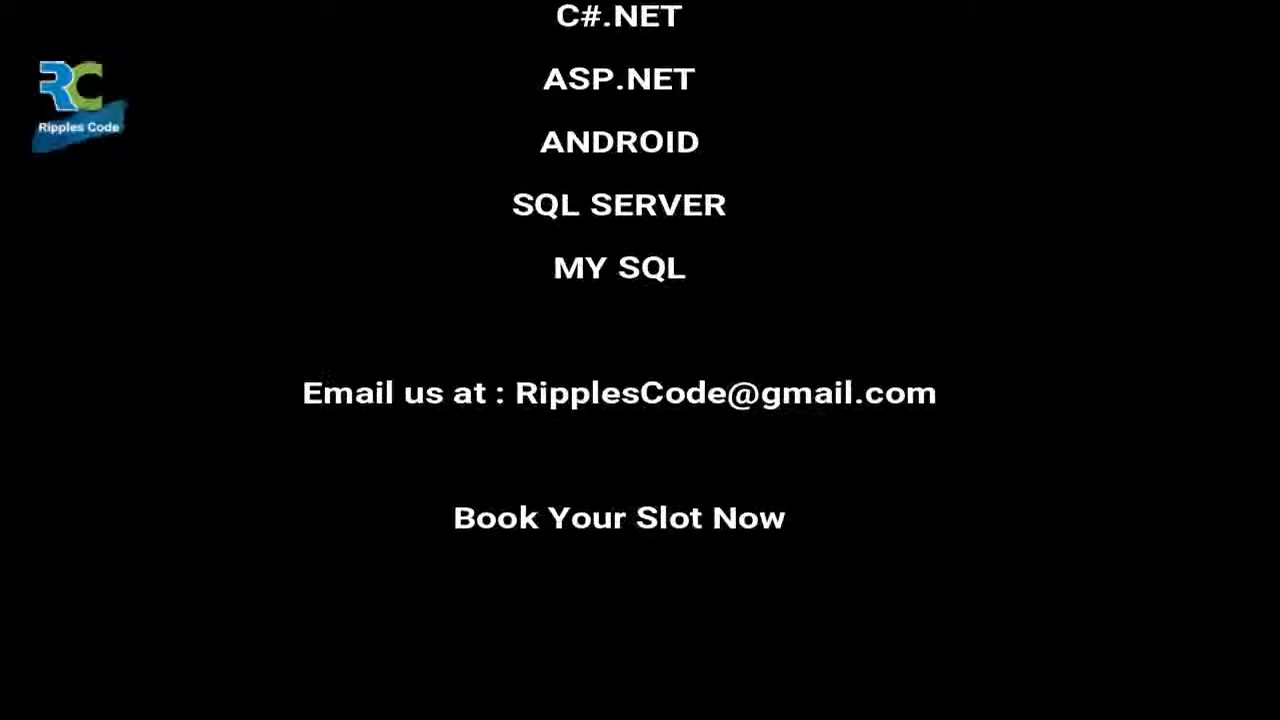 C#.NET
RC
ASP.NET
Ripples Code
ANDROID
SQL SERVER
MY SQL
Email us at : RipplesCode@gmail.com
Book Your Slot Now